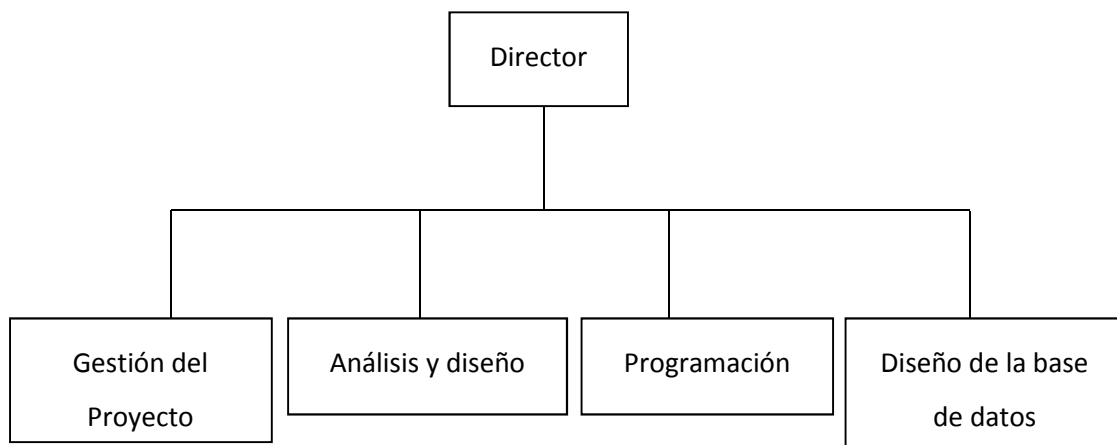 Director
Gestión del
Proyecto
Análisis y diseño
Programación
Diseño de la base
de datos